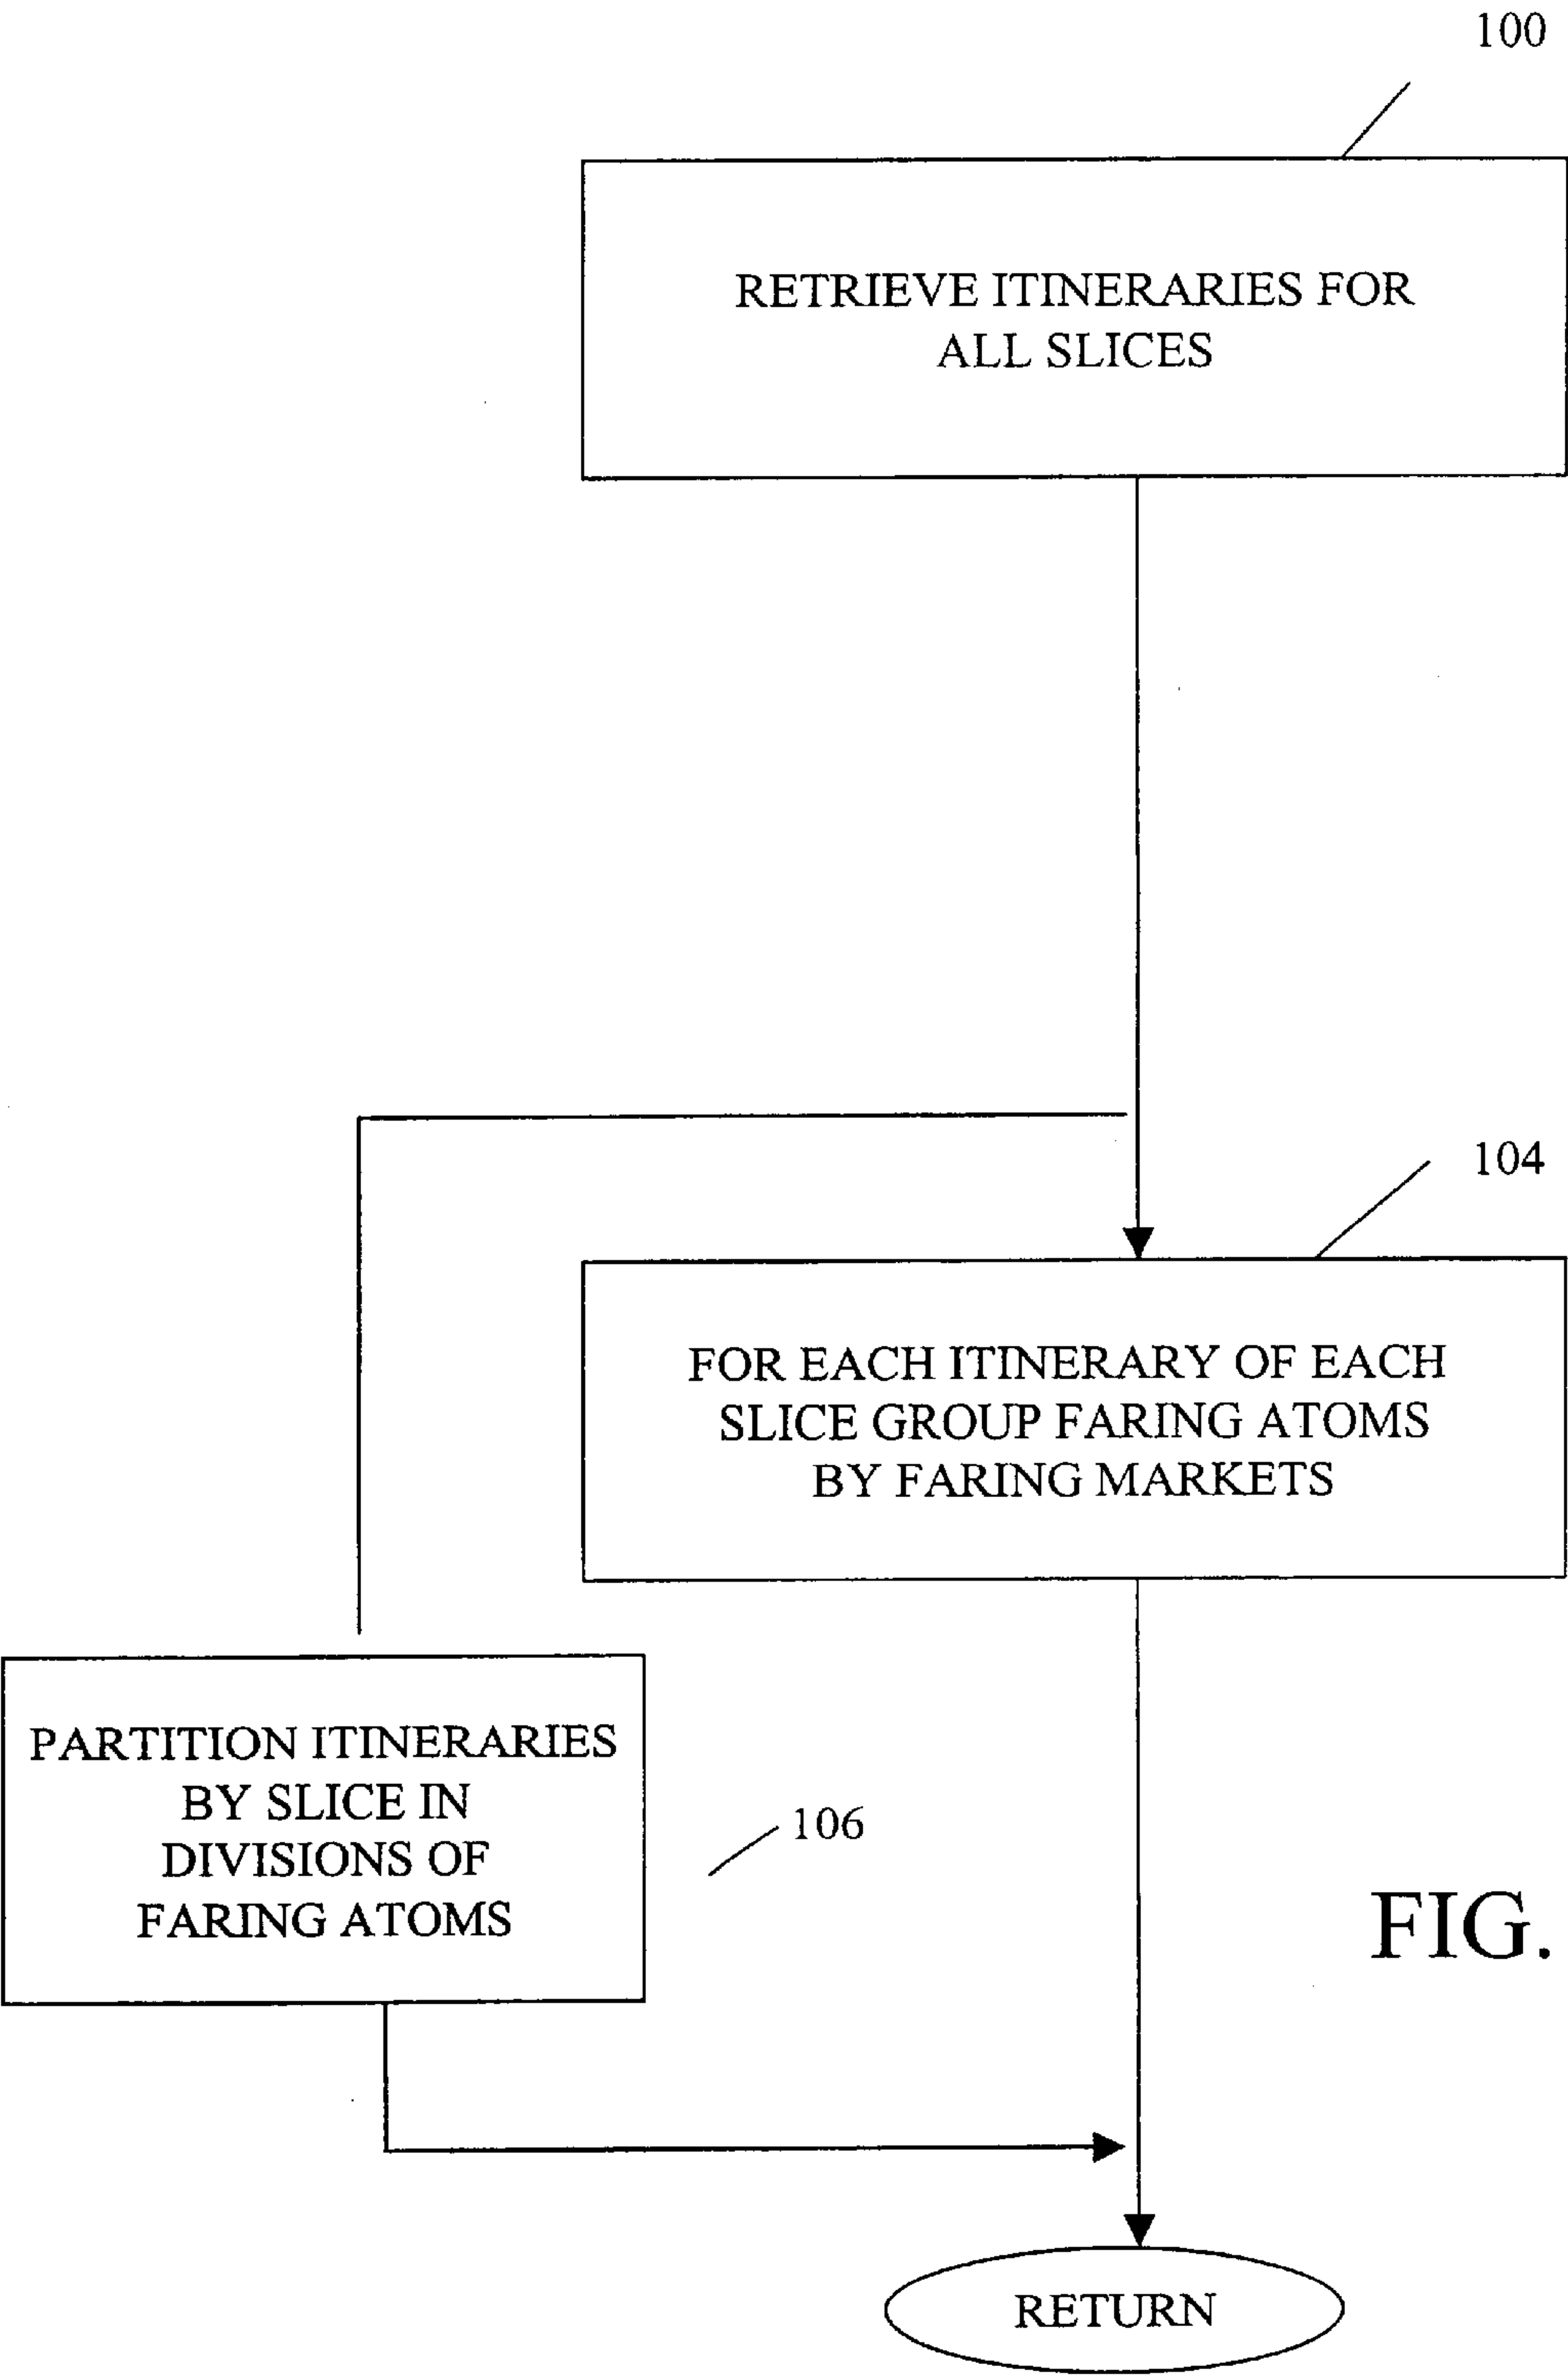 100
RETRIEVE ITINERARIES FOR
ALL SLICES
104
FOR EACH ITINERARY OF EACH
SLICE GROUP FARING ATOMS
BY FARING MARKETS
PARTITION ITINERARIES
BY SLICE IN
DIVISIONS OF
FARING ATOMS
106
FIG.
RETURN